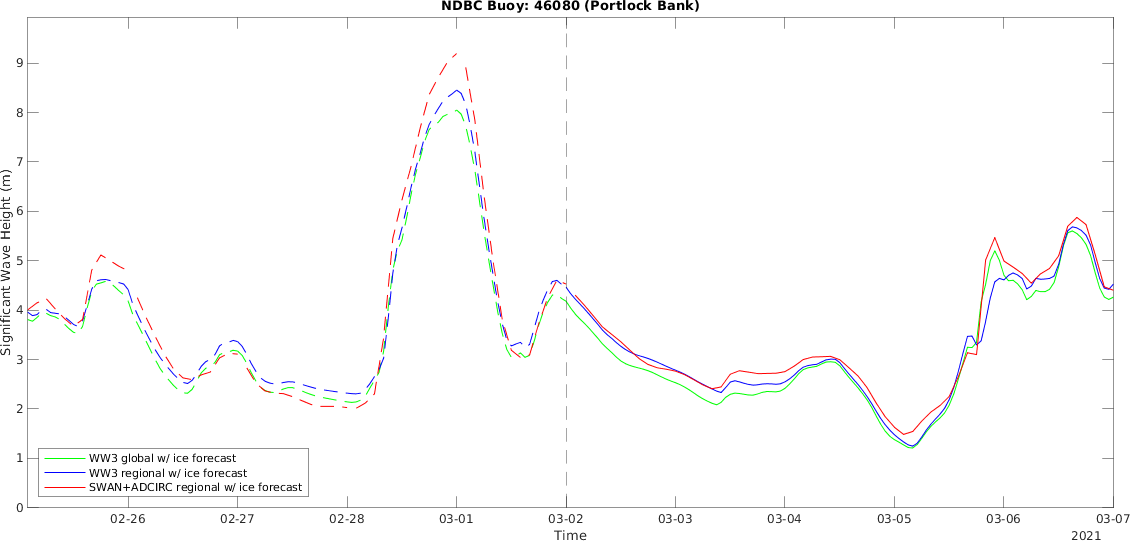 NDBC Buoy: 46080 (Portlock Bank)
Significant Wave Height (m)
9
8
7
6
5
4
3
2
1
0
WW3 global w/ ice forecast
WW3 regional w/ ice forecast
SWAN+ADCIRC regional w/ ice forecast
02-26 02-27 02-28 03-01 03-02 03-03 03-04 03-05 03-06 03-07
Time
2021